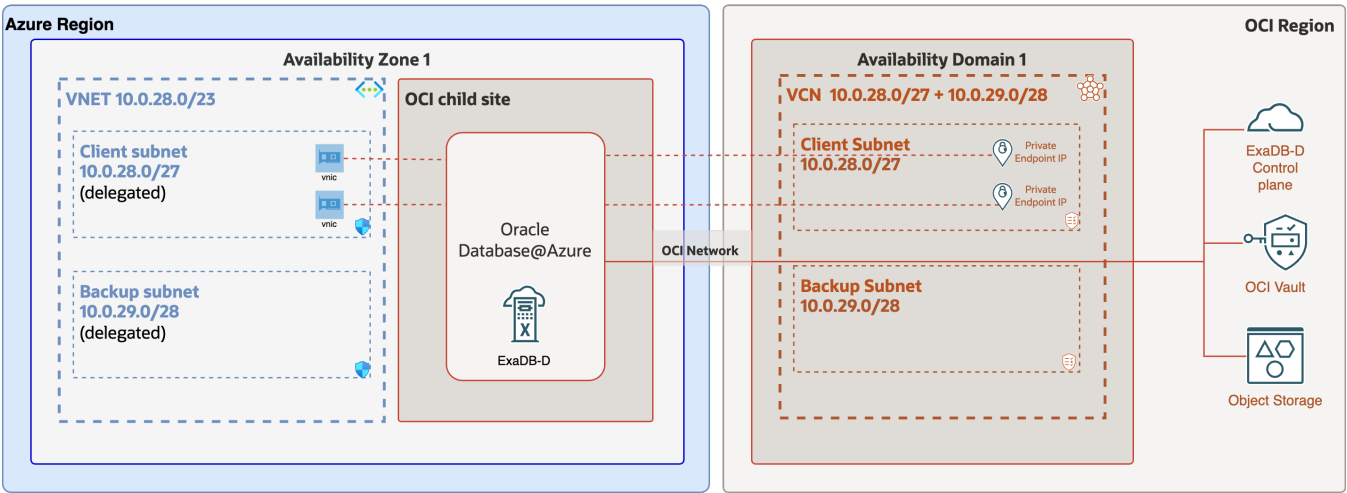 Azure Region
Availability Zone 1
VNET 10.0.28.0/23
Client subnet
10.0.28.0/27
(delegated)
vnic
vnic
Backup subnet
10.0.29.0/28
(delegated)
OCI child site
Oracle
Database@Azure
ExaDB-D
OCI Network
OCI Region
Availability Domain 1
VCN 10.0.28.0/27 + 10.0.29.0/28
Client Subnet
10.0.28.0/27
Private
Endpoint IP
Private
Endpoint IP
Backup Subnet
10.0.29.0/28
ExaDB-D
Control
plane
OCI Vault
Object Storage